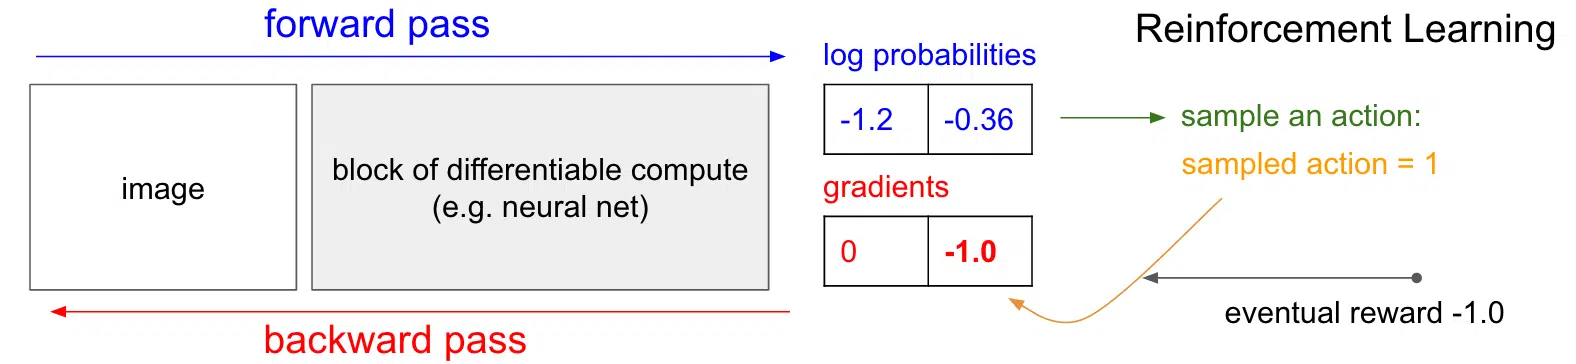 forward pass
Reinforcement Learning
log probabilities
-1.2
-0.36
sample an action:
sampled action = 1
image
block of differentiable compute
(e.g. neural net)
gradients
0
-1.0
eventual reward -1.0
backward pass